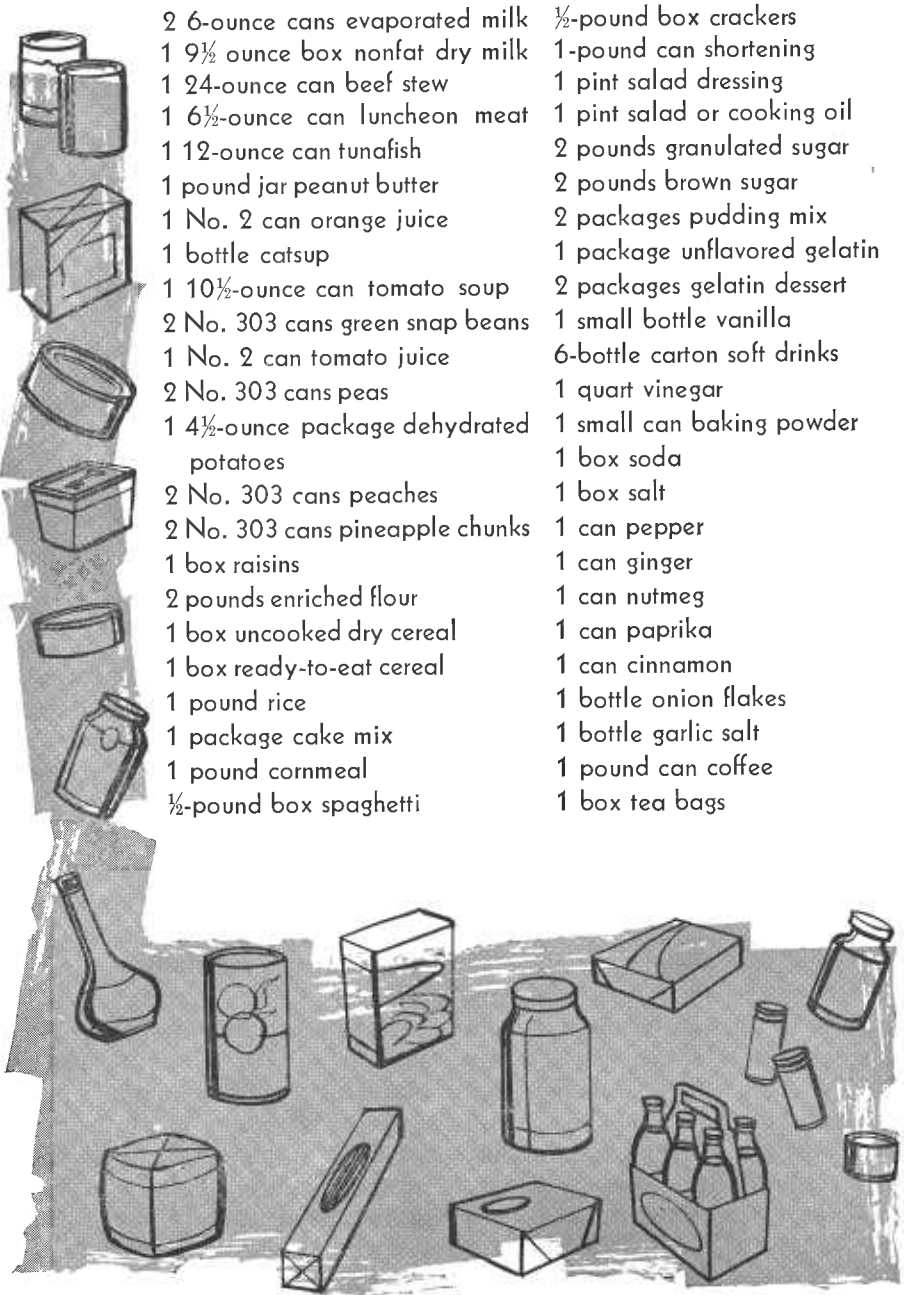 2 6-ounce cans evaporated milk
1 9½ ounce box nonfat dry milk
1 24-ounce can beef stew
1 6½-ounce can luncheon meat
1 12-ounce can tunafish
1 pound jar peanut butter
1 No. 2 can orange juice
1 bottle catsup
1 10½-ounce can tomato soup
2 No. 303 cans green snap beans
1 No. 2 can tomato juice
2 No. 303 cans peas
1 4½-ounce package dehydrated
potatoes
2 No. 303 cans peaches
2 No. 303 cans pineapple chunks
1 box raisins
2 pounds enriched flour
1 box uncooked dry cereal
1 box ready-to-eat cereal
1 pound rice
1 package cake mix
1 pound cornmeal
½-pound box spaghetti
½-pound box crackers
1-pound can shortening
1 pint salad dressing
1 pint salad or cooking oil
2 pounds granulated sugar
2 pounds brown sugar
2 packages pudding mix
1 package unflavored gelatin
2 packages gelatin dessert
1 small bottle vanilla
6-bottle carton soft drinks
1 quart vinegar
1 small can baking powder
1 box soda
1 box salt
1 can pepper
1 can ginger
1 can nutmeg
1 can paprika
1 can cinnamon
1 bottle onion flakes
1 bottle garlic salt
1 pound can coffee
1 box tea bags